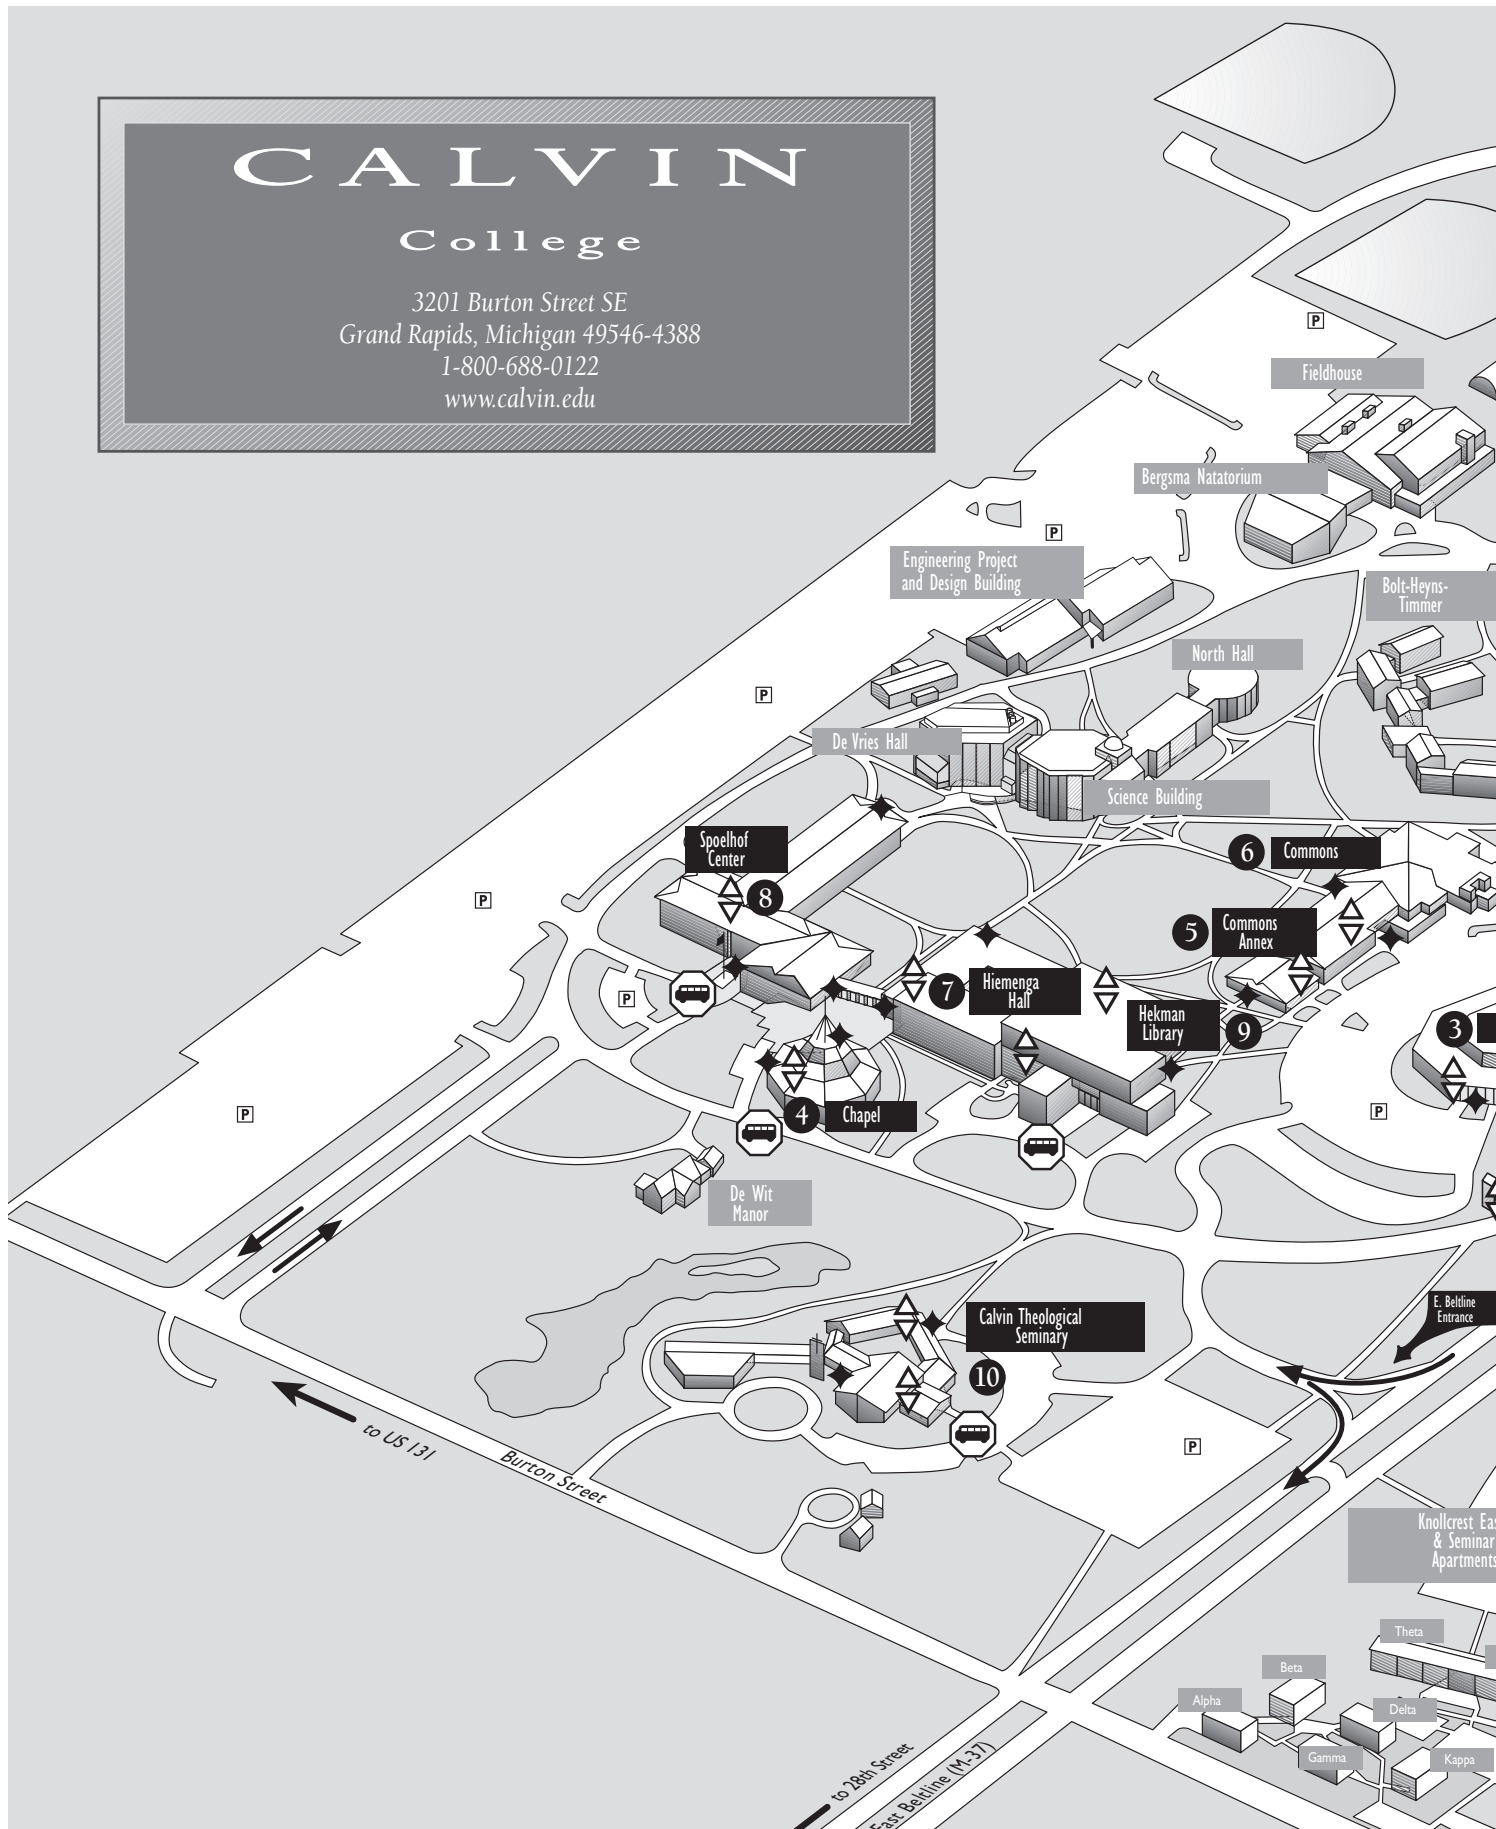 CALVIN
College
3201 Burton Street SE
Grand Rapids, Michigan 49546-4388
1-800-688-0122
www.calvin.edu
P
Fieldhouse
Bergsma Natatorium
P
Engineering Project
and Design Building
Bolt-Heyns-
Timmer
North Hall
P
De Vries Hall
Science Building
Spoelhof
Center
8
6
Commons
P
5
Commons
Annex
7
Hiemenga
Hall
P
Hekman
Library
9
3
P
4
Chapel
P
De Wit
Manor
E. Beltline
Entrance
Calvin Theological
Seminary
10
to US 131
P
Burton Street
Knollcrest Eas
& Seminar
Apartments
Theta
Beta
Alpha
Delta
Gamma
Kappa
to 28th Street
East Beltline (M-37)